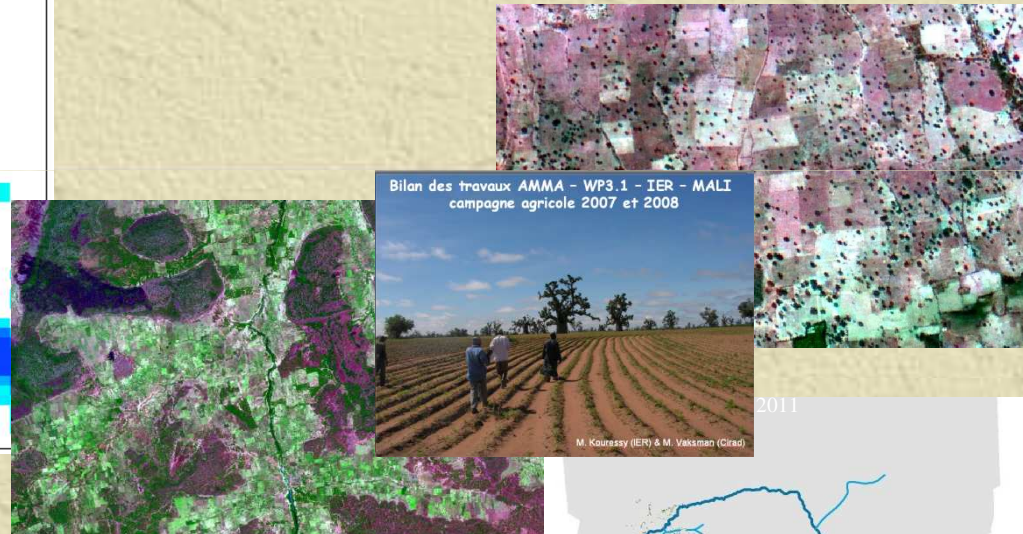 Bilan des travaux AMMA – WP3.1 – IER – MALI
campagne agricole 2007 et 2008
2011
M. Kouressy (IER) & M. Vaksman (Cirad)